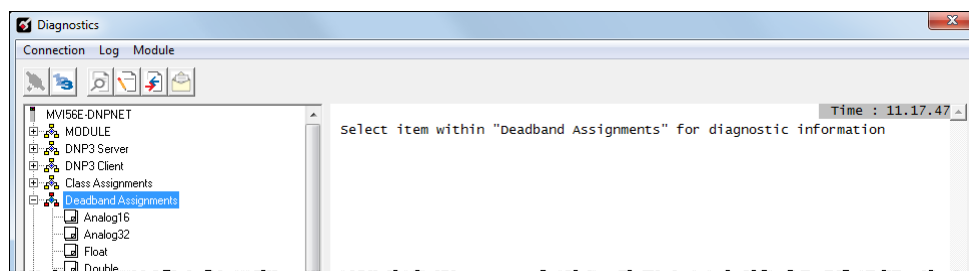 Diagnostics
Connection Log Module
MVI56E-DNPNET
MODULE
DNP3 Server
DNP3 Client
Class Assignments
Deadband Assignments
Analog16
Analog32
Float
Double
Time : 11.17.47
Select item within "Deadband Assignments" for diagnostic information